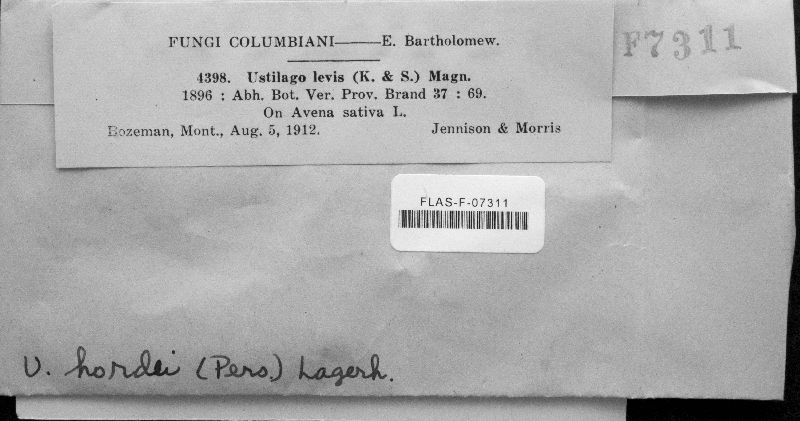 FUNGI COLUMBIANI——E. Bartholomew.
4398. Ustilago levis (K. & S.) Magn.
1896 : Abh. Bot. Ver. Prov. Brand 37 : 69.
On Avena sativa L.
Bozeman, Mont., Aug. 5, 1912. Jennison & Morris
F7311
FLAS-F-07311
U. hordei (Pers.) Lagerh.